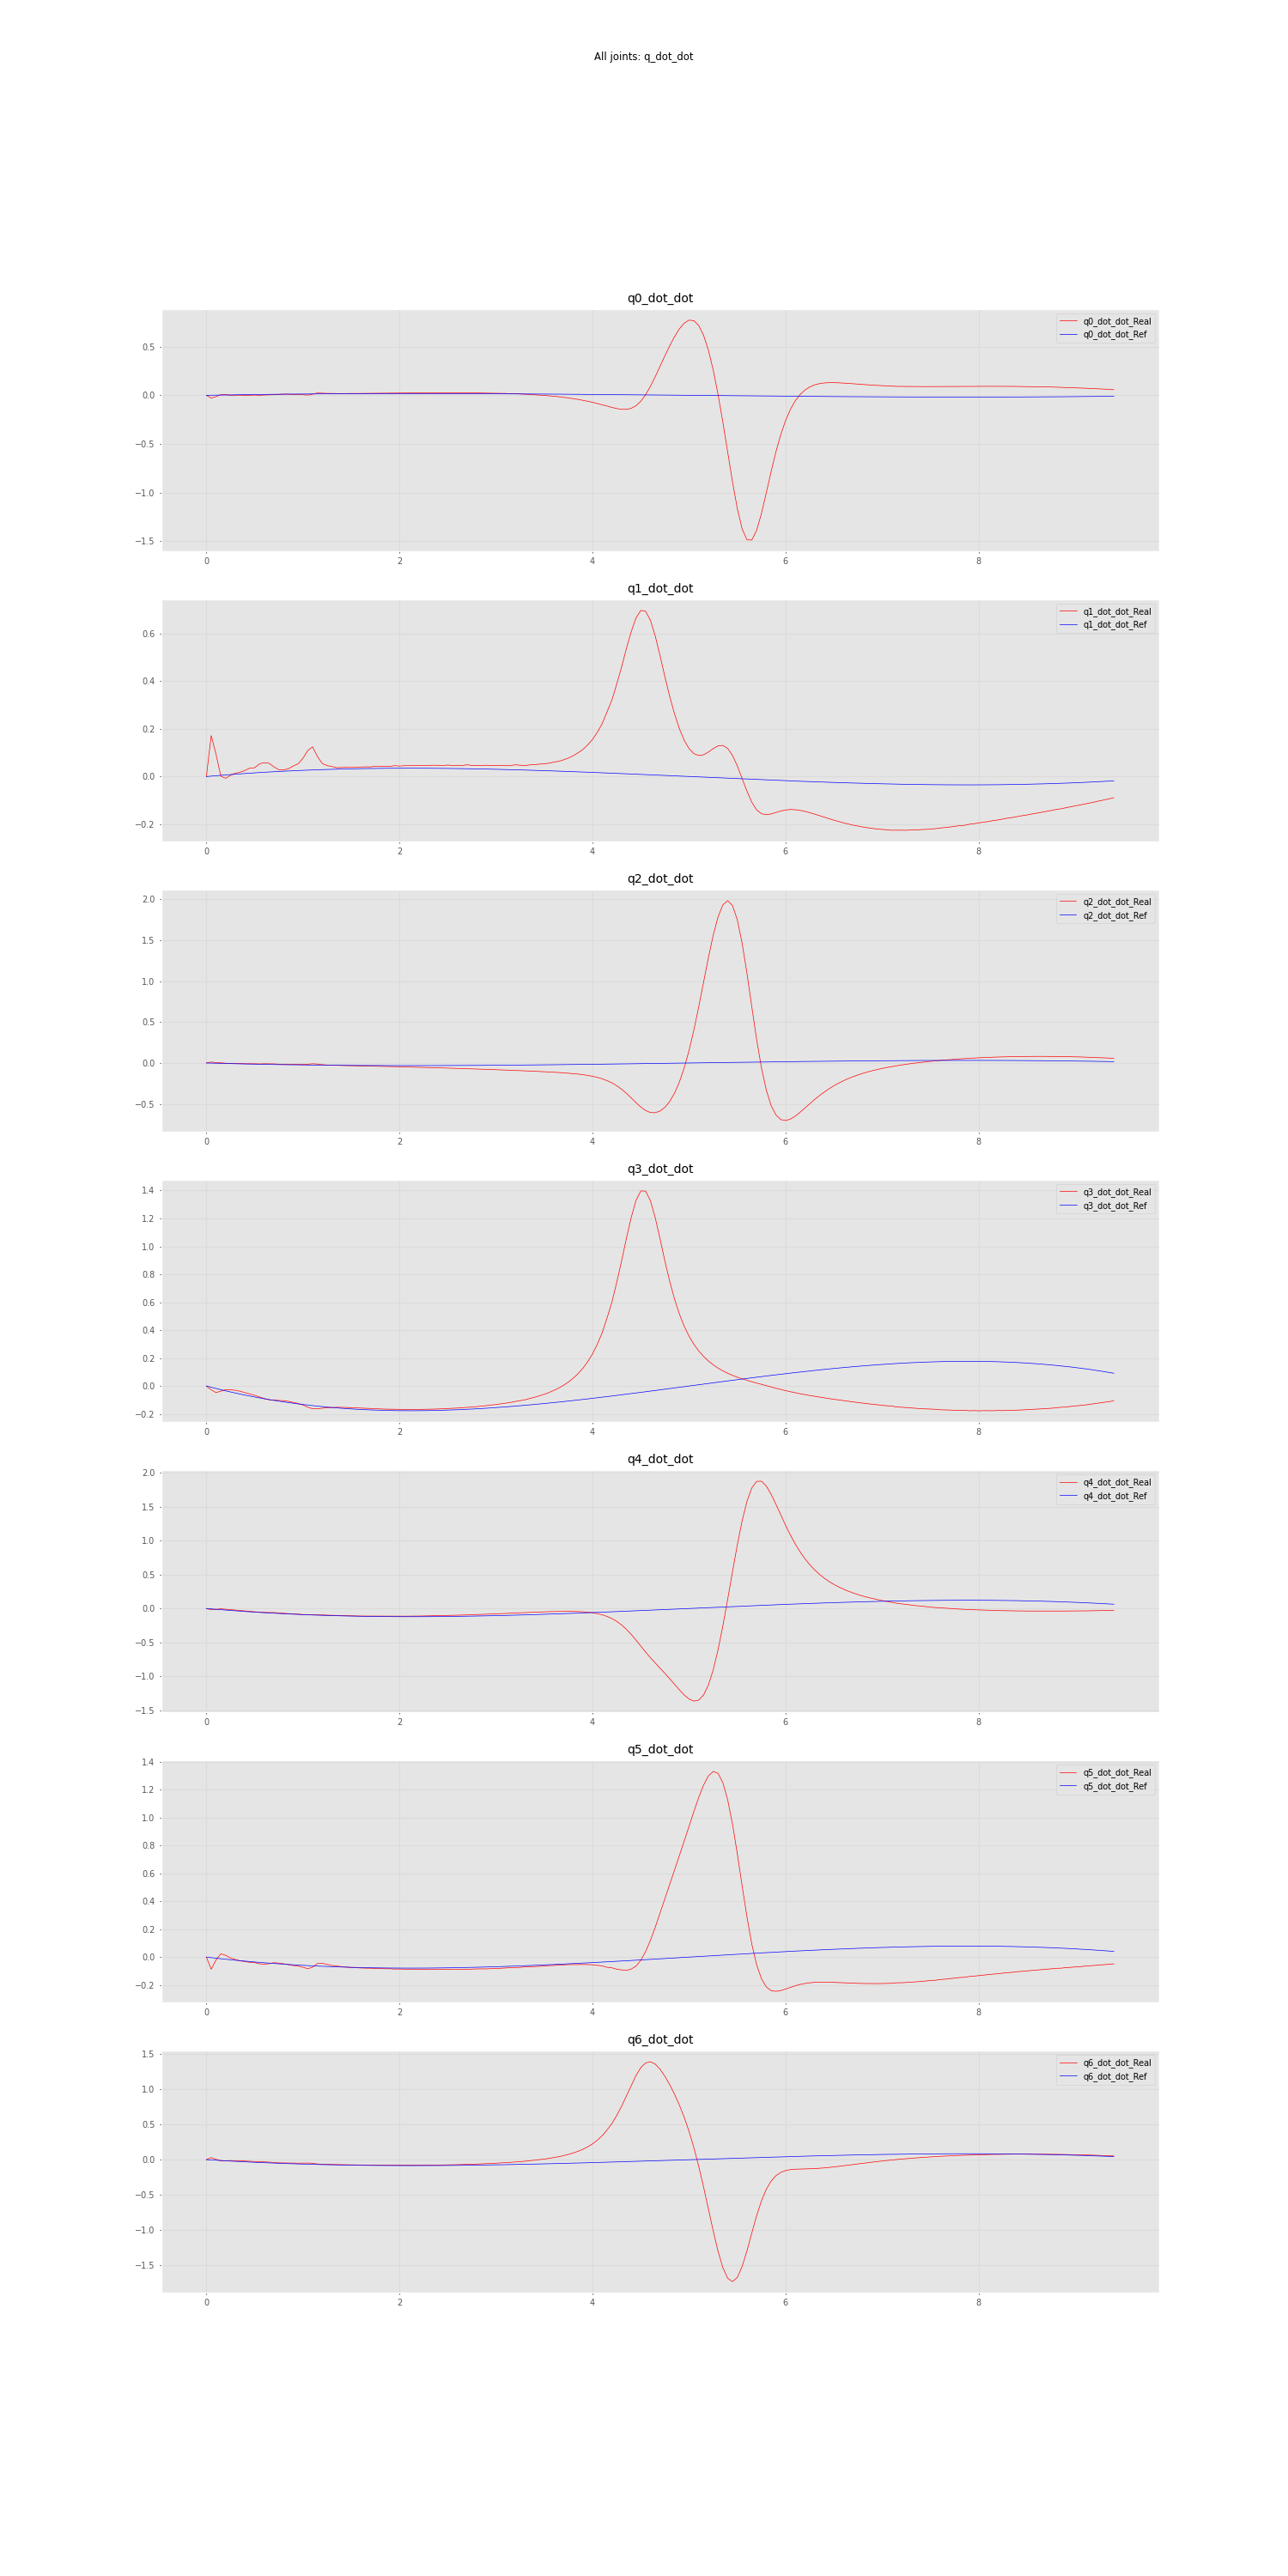 All joints: q_dot_dot
q0_dot_dot
q0_dot_dot_Real
q0_dot_dot_Ref
0.5
0.0
−0.5
−1.0
−1.5
0 2 4 6 8
q1_dot_dot
q1_dot_dot_Real
q1_dot_dot_Ref
0.6
0.4
0.2
0.0
−0.2
0 2 4 6 8
q2_dot_dot
q2_dot_dot_Real
q2_dot_dot_Ref
2.0
1.5
1.0
0.5
0.0
−0.5
0 2 4 6 8
q3_dot_dot
q3_dot_dot_Real
q3_dot_dot_Ref
1.4
1.2
1.0
0.8
0.6
0.4
0.2
0.0
−0.2
0 2 4 6 8
q4_dot_dot
q4_dot_dot_Real
q4_dot_dot_Ref
2.0
1.5
1.0
0.5
0.0
−0.5
−1.0
−1.5
0 2 4 6 8
q5_dot_dot
q5_dot_dot_Real
q5_dot_dot_Ref
1.4
1.2
1.0
0.8
0.6
0.4
0.2
0.0
−0.2
0 2 4 6 8
q6_dot_dot
q6_dot_dot_Real
q6_dot_dot_Ref
1.5
1.0
0.5
0.0
−0.5
−1.0
−1.5
0 2 4 6 8